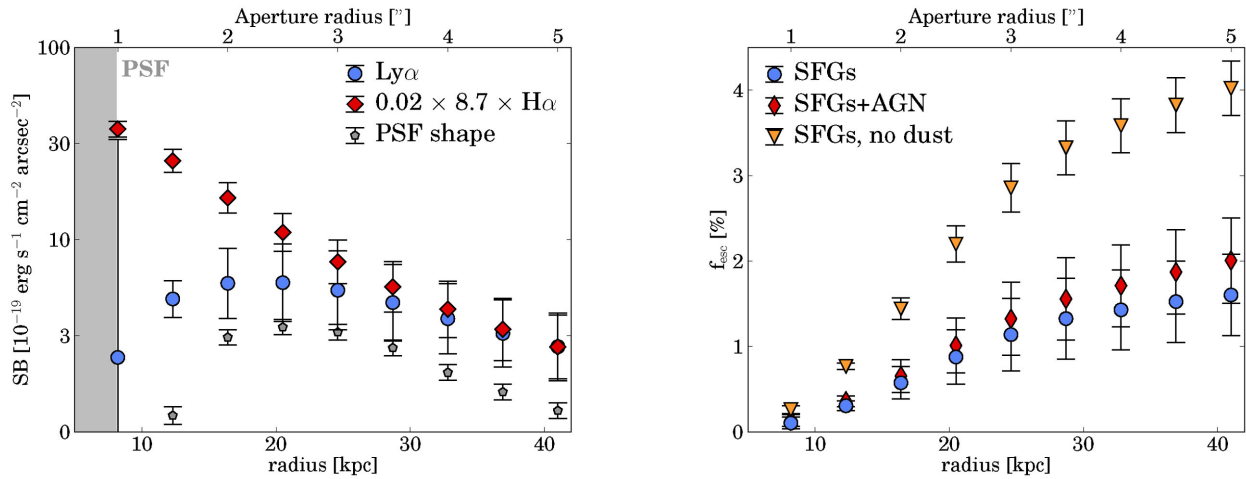 Aperture radius ["]
1 2 3 4 5
100
30
10
3
0
SB [10⁻¹⁹ erg s⁻¹ cm⁻² arcsec⁻²]
PSF
Lyα
0.02 × 8.7 × Hα
PSF shape
10 20 30 40
radius [kpc]
Aperture radius ["]
1 2 3 4 5
4
3
2
1
0
f_esc [%]
SFGs
SFGs+AGN
SFGs, no dust
10 20 30 40
radius [kpc]